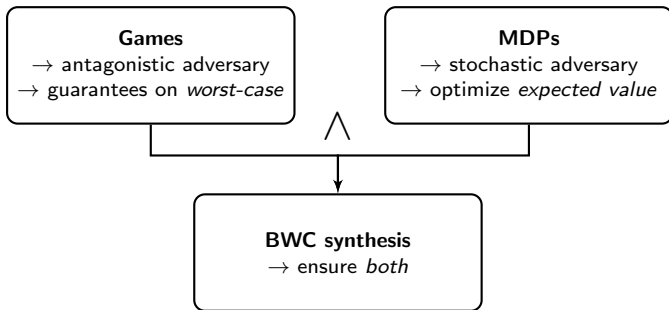 Games
→ antagonistic adversary
→ guarantees on worst-case
MDPs
→ stochastic adversary
→ optimize expected value
∧
BWC synthesis
→ ensure both